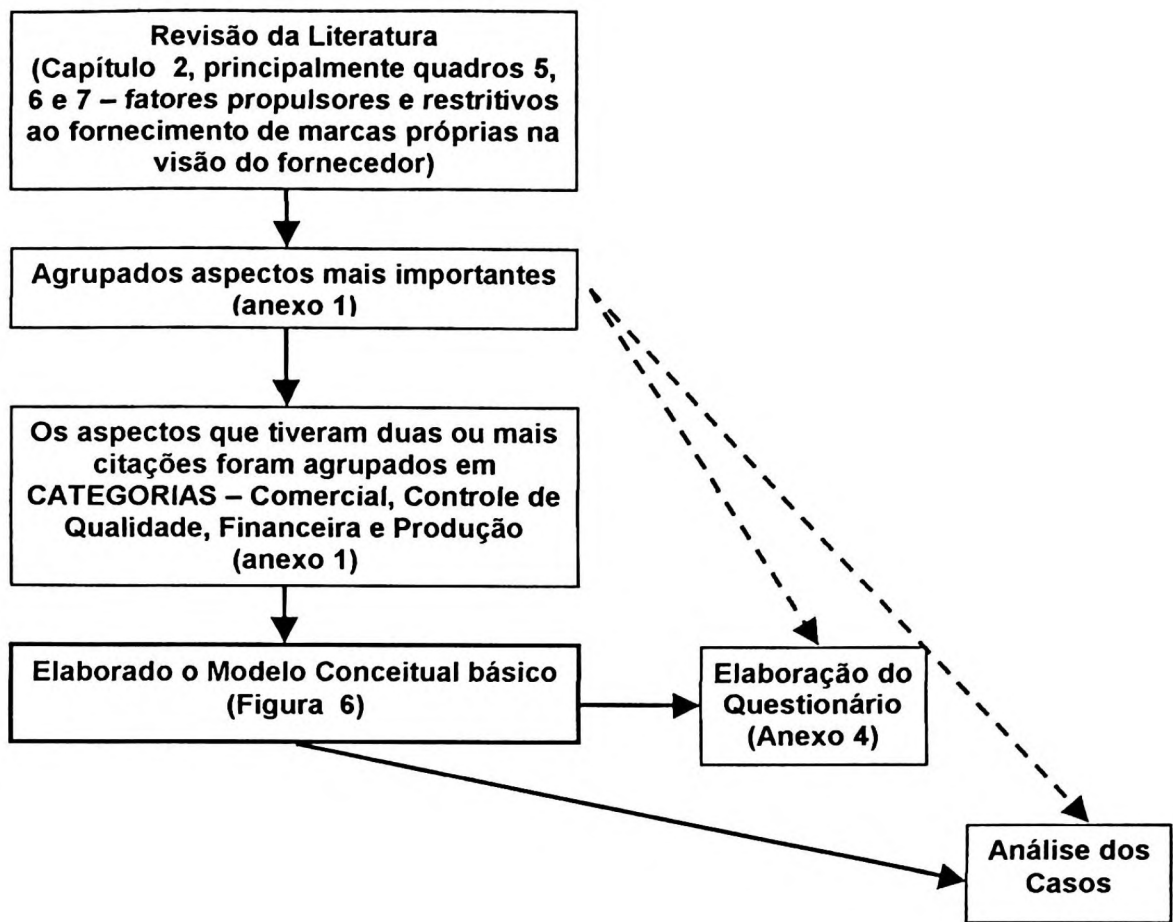 Revisão da Literatura
(Capítulo 2, principalmente quadros 5,
6 e 7 – fatores propulsores e restritivos
ao fornecimento de marcas próprias na
visão do fornecedor)
Agrupados aspectos mais importantes
(anexo 1)
Os aspectos que tiveram duas ou mais
citações foram agrupados em
CATEGORIAS – Comercial, Controle de
Qualidade, Financeira e Produção
(anexo 1)
Elaborado o Modelo Conceitual básico
(Figura 6)
Elaboração do
Questionário
(Anexo 4)
Análise dos
Casos